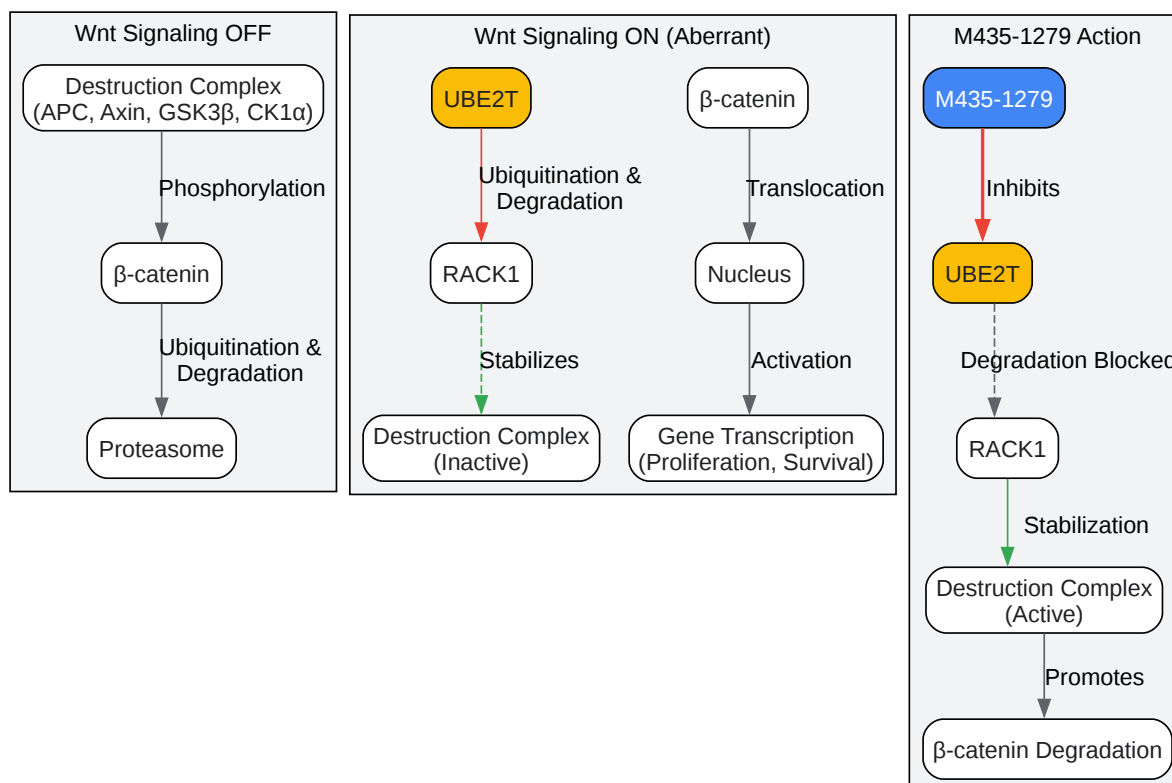 Wnt Signaling OFF
Destruction Complex
(APC, Axin, GSK3β, CK1α)
Phosphorylation
β-catenin
Ubiquitination &
Degradation
Proteasome
Wnt Signaling ON (Aberrant)
UBE2T
Ubiquitination &
Degradation
RACK1
Stabilizes
Destruction Complex
(Inactive)
β-catenin
Translocation
Nucleus
Activation
Gene Transcription
(Proliferation, Survival)
M435-1279 Action
M435-1279
Inhibits
UBE2T
Degradation Blocked
RACK1
Stabilization
Destruction Complex
(Active)
Promotes
β-catenin Degradation